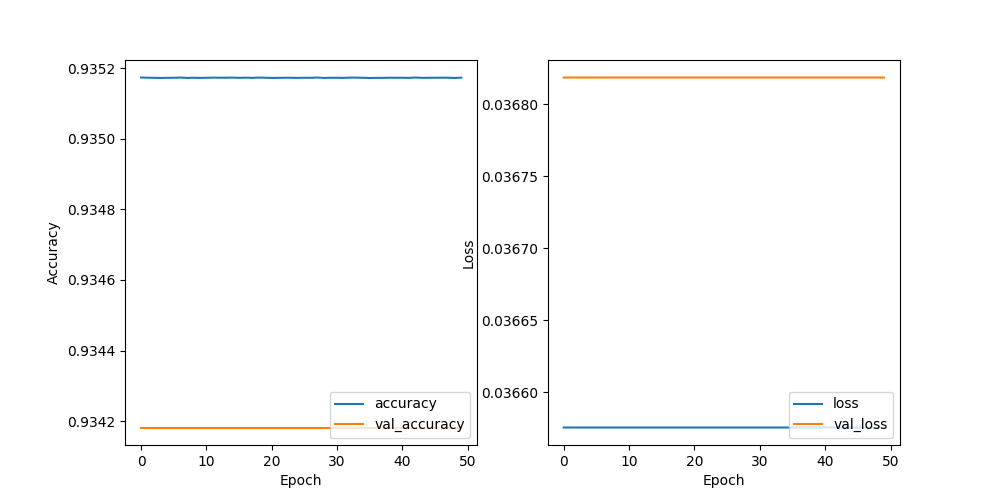 0.9352
0.9350
0.9348
0.9346
0.9344
0.9342
Accuracy
0 10 20 30 40 50
Epoch
accuracy
val_accuracy
0.03680
0.03675
0.03670
0.03665
0.03660
Loss
0 10 20 30 40 50
Epoch
loss
val_loss